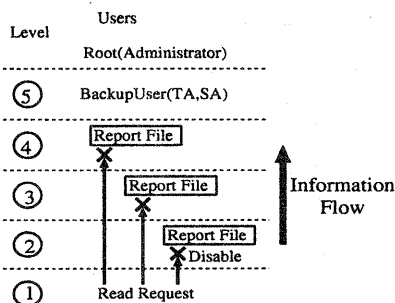 Level Users
Root(Administrator)
⑤ BackupUser(TA,SA)
④ Report File
③ Report File
Information
Flow
② Report File
Disable
① Read Request